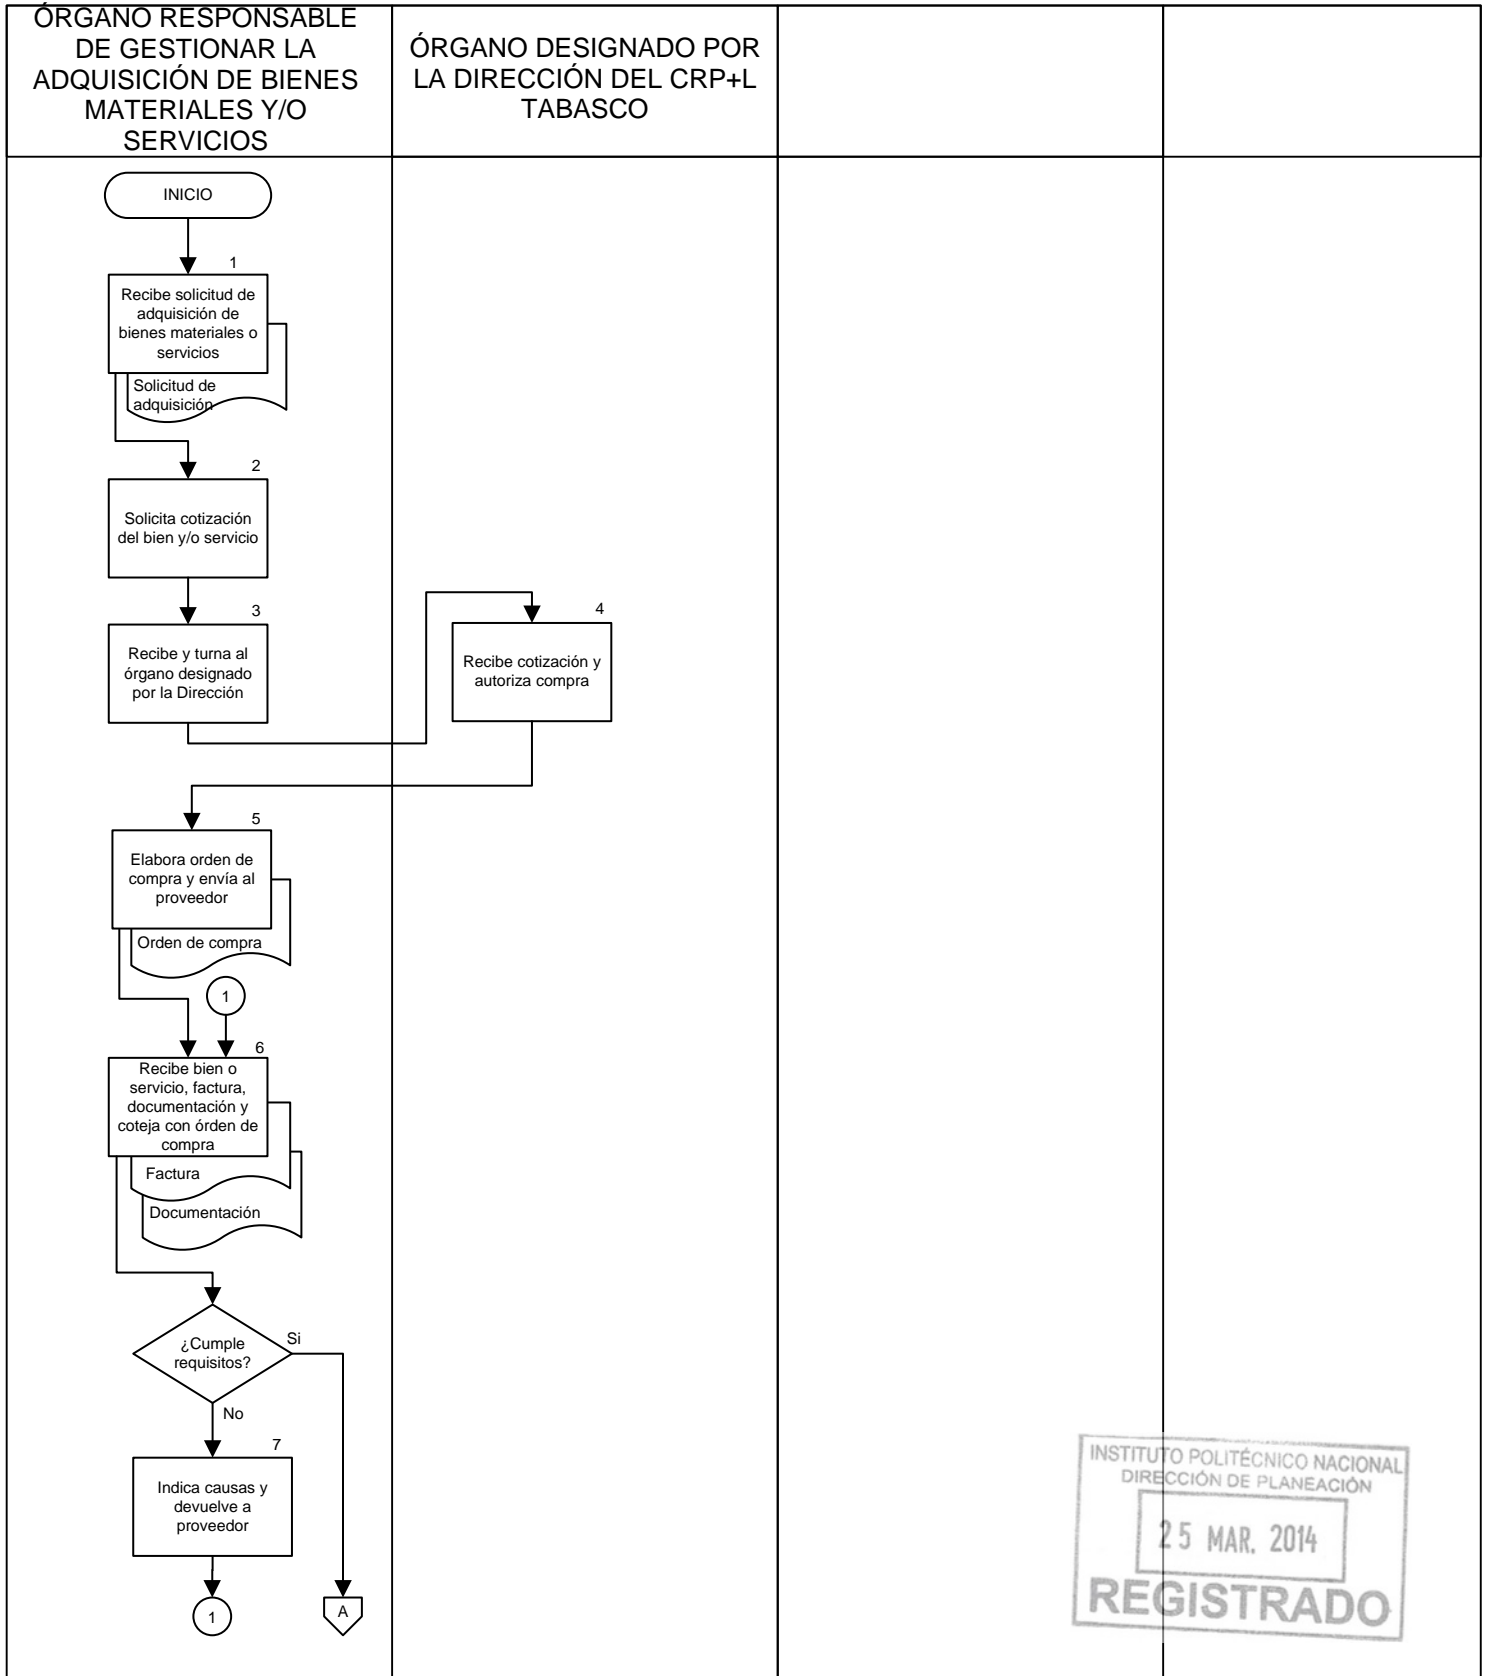 ÓRGANO RESPONSABLE
DE GESTIONAR LA
ADQUISICIÓN DE BIENES
MATERIALES Y/O
SERVICIOS
ÓRGANO DESIGNADO POR
LA DIRECCIÓN DEL CRP+L
TABASCO
INICIO
1
Recibe solicitud de
adquisición de
bienes materiales o
servicios
Solicitud de
adquisición
2
Solicita cotización
del bien y/o servicio
3
Recibe y turna al
órgano designado
por la Dirección
4
Recibe cotización y
autoriza compra
5
Elabora orden de
compra y envía al
proveedor
Orden de compra
1
6
Recibe bien o
servicio, factura,
documentación y
coteja con órden de
compra
Factura
Documentación
¿Cumple
requisitos?
Si
No
7
Indica causas y
devuelve a
proveedor
1
A
INSTITUTO POLITÉCNICO NACIONAL
DIRECCIÓN DE PLANEACIÓN
25 MAR. 2014
REGISTRADO